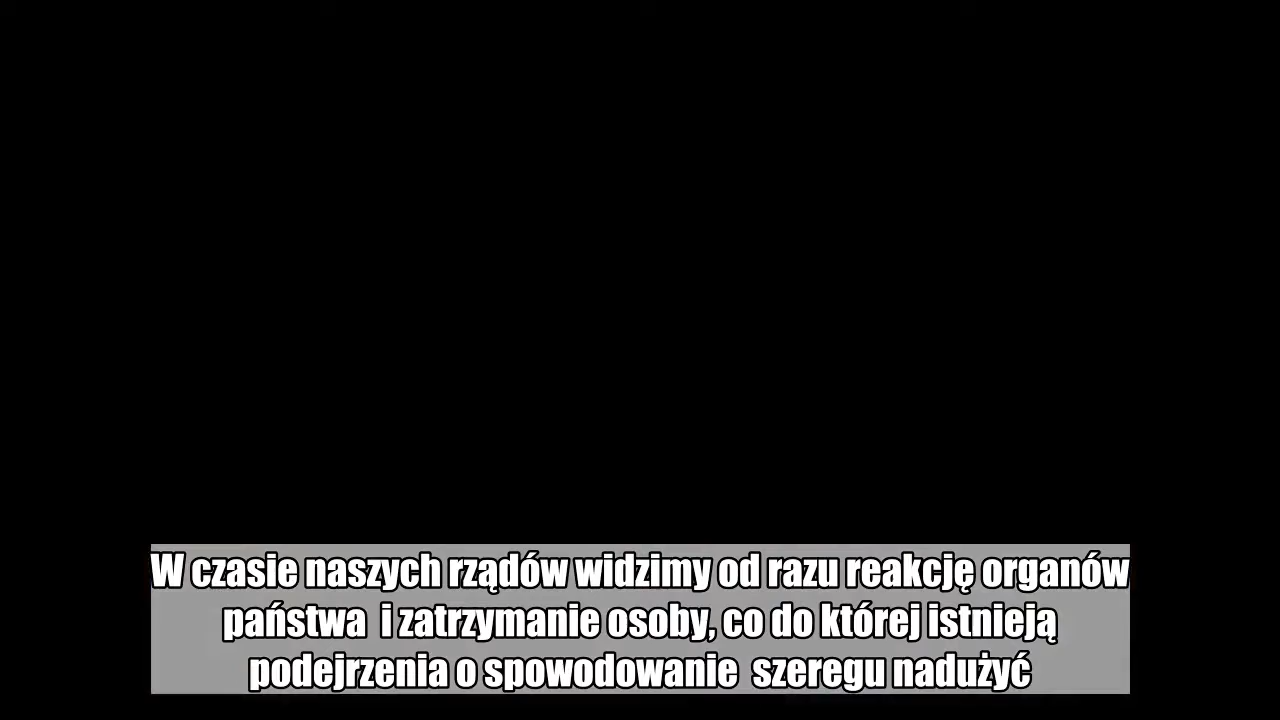 W czasie naszych rządów widzimy od razu reakcję organów
państwa  i zatrzymanie osoby, co do której istnieją
podejrzenia o spowodowanie  szeregu nadużyć